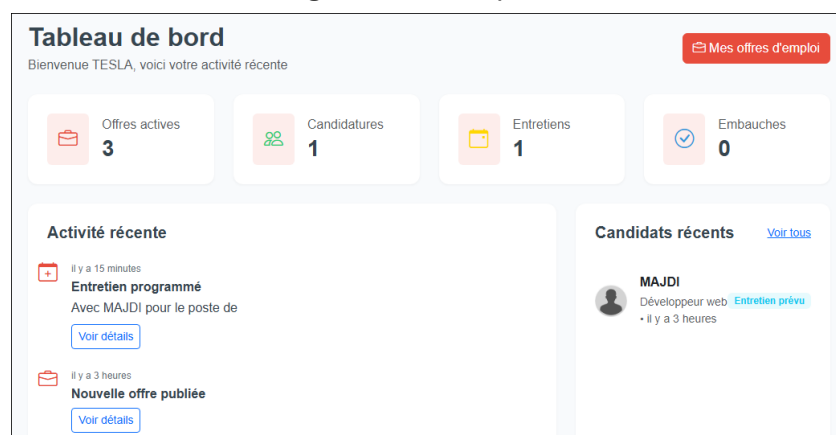 Tableau de bord
Bienvenue TESLA, voici votre activité récente
Mes offres d'emploi
Offres actives
3
Candidatures
1
Entretiens
1
Embauches
0
Activité récente
il y a 15 minutes
Entretien programmé
Avec MAJDI pour le poste de
Voir détails
il y a 3 heures
Nouvelle offre publiée
Voir détails
Candidats récents
Voir tous
MAJDI
Développeur web
Entretien prévu
• il y a 3 heures